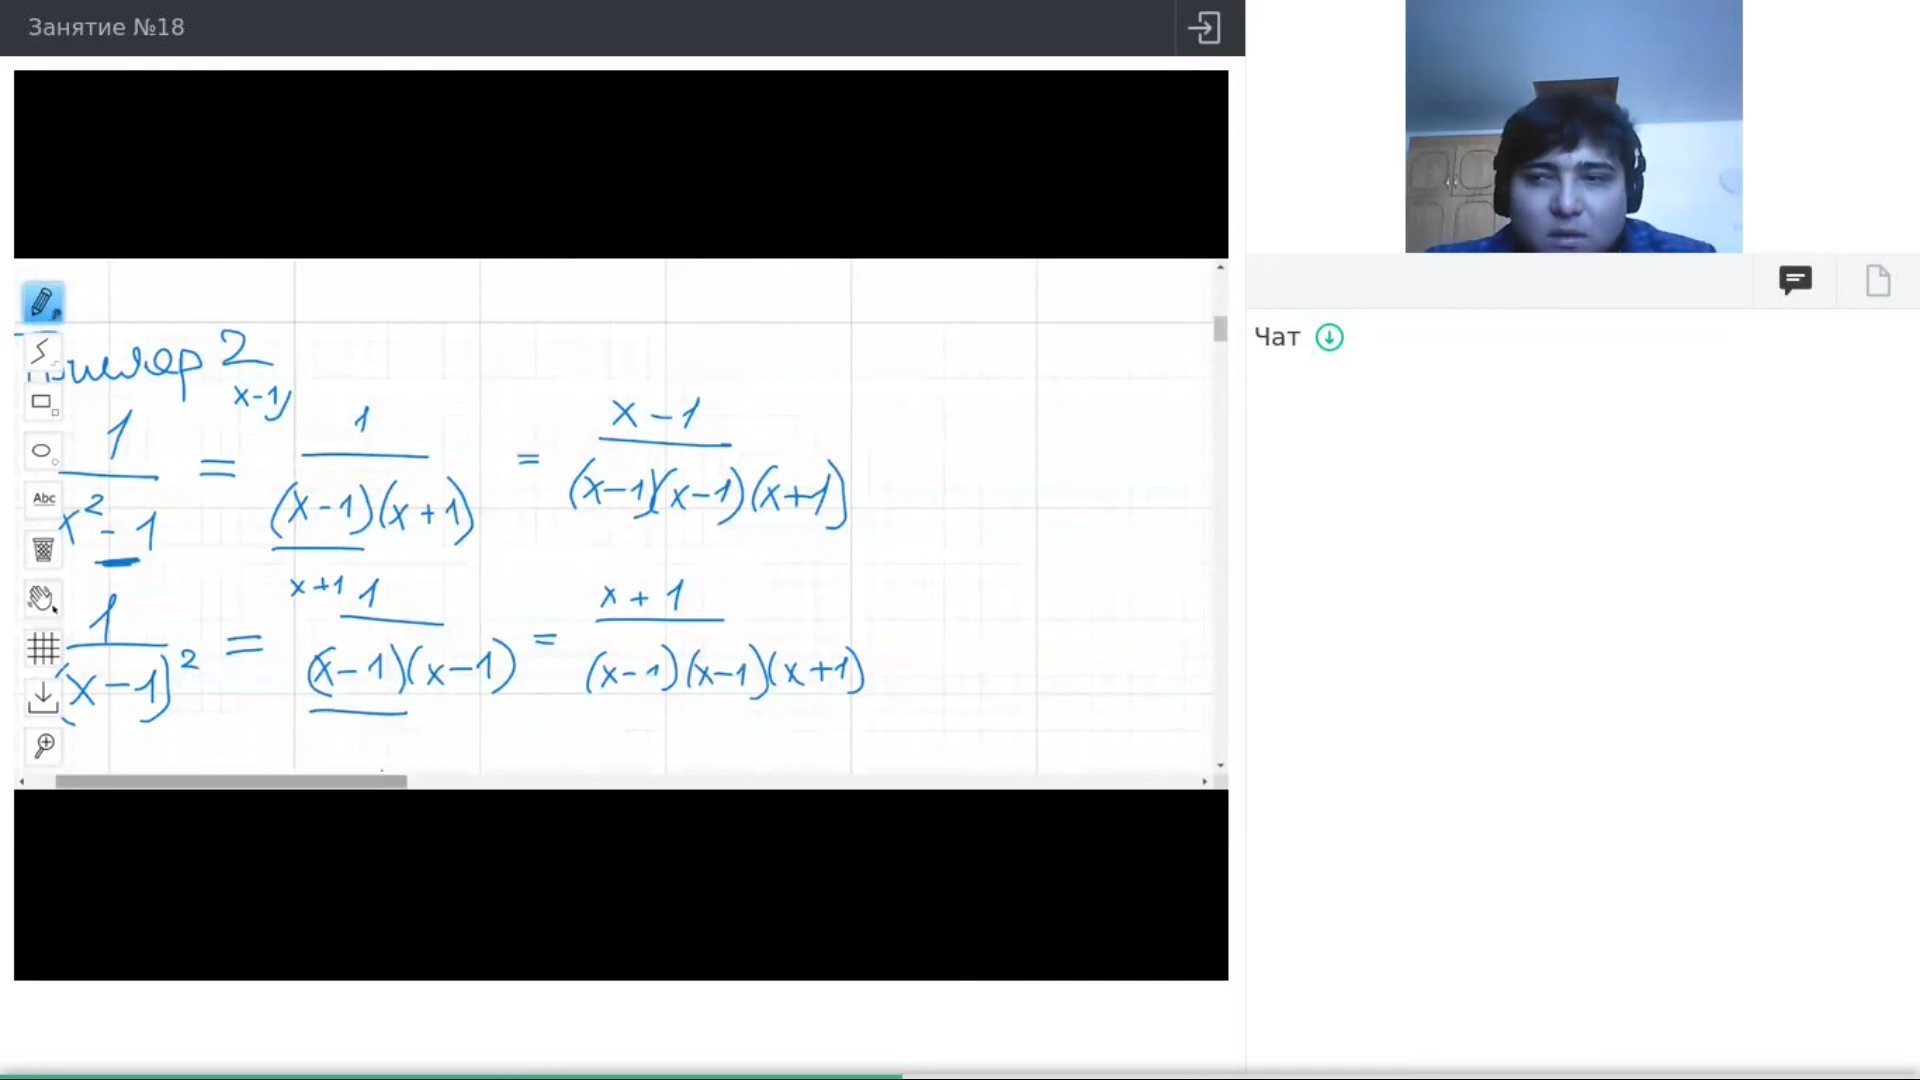 Занятие №18
Чат
Abc
Пример 2
1/(x² - 1) = x-1) 1/((x-1)(x+1)) = (x-1)/((x-1)(x-1)(x+1))
1/(x-1)² = x+1 1/((x-1)(x-1)) = (x+1)/((x-1)(x-1)(x+1))